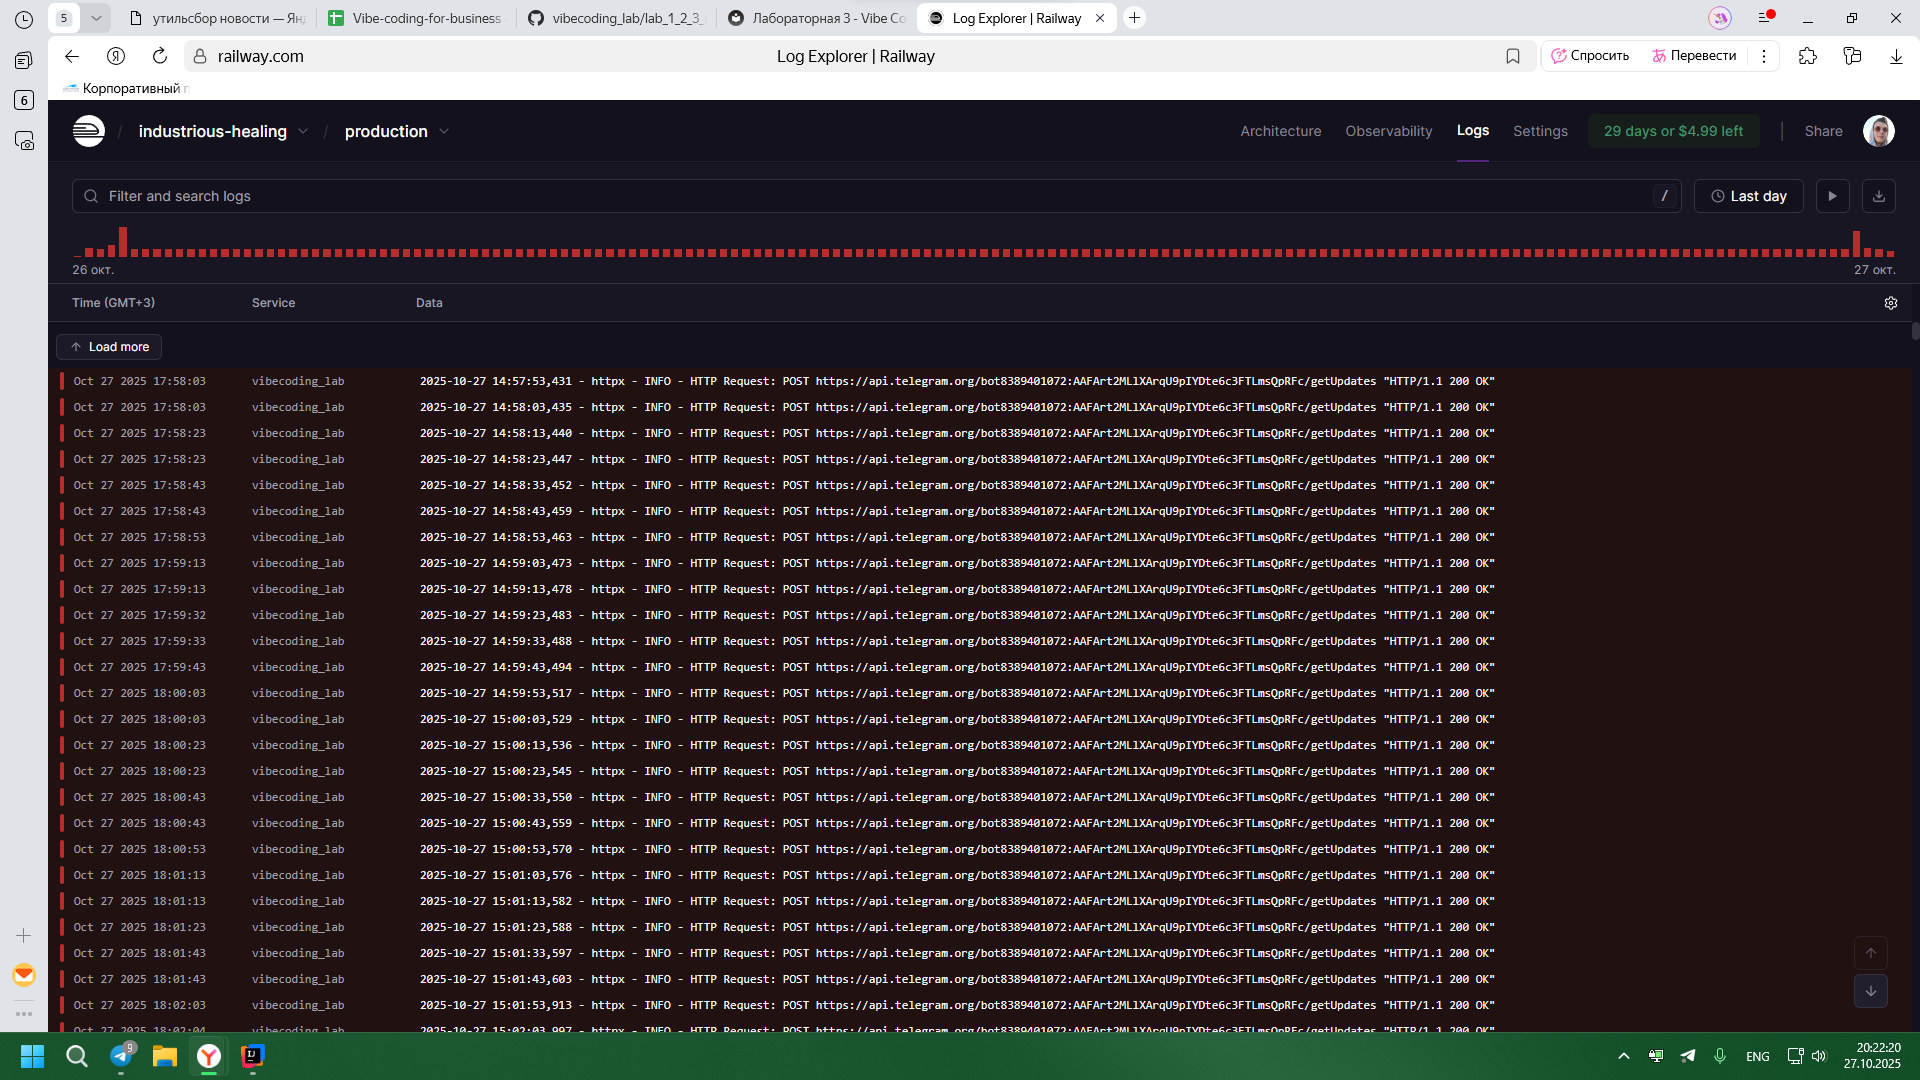 5
утильсбор новости — Ян
Vibe-coding-for-business
vibecoding_lab/lab_1_2_3_
Лабораторная 3 - Vibe Co
Log Explorer | Railway
railway.com
Log Explorer | Railway
Спросить
Перевести
Корпоративный п
6
/ industrious-healing / production
Architecture
Observability
Logs
Settings
29 days or $4.99 left
Share
Filter and search logs
/
Last day
26 окт.
27 окт.
Time (GMT+3) Service Data
Load more
Oct 27 2025 17:58:03 vibecoding_lab 2025-10-27 14:57:53,431 - httpx - INFO - HTTP Request: POST https://api.telegram.org/bot8389401072:AAFArt2MLlXArqU9pIYDte6c3FTLmsQpRFc/getUpdates "HTTP/1.1 200 OK"
Oct 27 2025 17:58:03 vibecoding_lab 2025-10-27 14:58:03,435 - httpx - INFO - HTTP Request: POST https://api.telegram.org/bot8389401072:AAFArt2MLlXArqU9pIYDte6c3FTLmsQpRFc/getUpdates "HTTP/1.1 200 OK"
Oct 27 2025 17:58:23 vibecoding_lab 2025-10-27 14:58:13,440 - httpx - INFO - HTTP Request: POST https://api.telegram.org/bot8389401072:AAFArt2MLlXArqU9pIYDte6c3FTLmsQpRFc/getUpdates "HTTP/1.1 200 OK"
Oct 27 2025 17:58:23 vibecoding_lab 2025-10-27 14:58:23,447 - httpx - INFO - HTTP Request: POST https://api.telegram.org/bot8389401072:AAFArt2MLlXArqU9pIYDte6c3FTLmsQpRFc/getUpdates "HTTP/1.1 200 OK"
Oct 27 2025 17:58:43 vibecoding_lab 2025-10-27 14:58:33,452 - httpx - INFO - HTTP Request: POST https://api.telegram.org/bot8389401072:AAFArt2MLlXArqU9pIYDte6c3FTLmsQpRFc/getUpdates "HTTP/1.1 200 OK"
Oct 27 2025 17:58:43 vibecoding_lab 2025-10-27 14:58:43,459 - httpx - INFO - HTTP Request: POST https://api.telegram.org/bot8389401072:AAFArt2MLlXArqU9pIYDte6c3FTLmsQpRFc/getUpdates "HTTP/1.1 200 OK"
Oct 27 2025 17:58:53 vibecoding_lab 2025-10-27 14:58:53,463 - httpx - INFO - HTTP Request: POST https://api.telegram.org/bot8389401072:AAFArt2MLlXArqU9pIYDte6c3FTLmsQpRFc/getUpdates "HTTP/1.1 200 OK"
Oct 27 2025 17:59:13 vibecoding_lab 2025-10-27 14:59:03,473 - httpx - INFO - HTTP Request: POST https://api.telegram.org/bot8389401072:AAFArt2MLlXArqU9pIYDte6c3FTLmsQpRFc/getUpdates "HTTP/1.1 200 OK"
Oct 27 2025 17:59:13 vibecoding_lab 2025-10-27 14:59:13,478 - httpx - INFO - HTTP Request: POST https://api.telegram.org/bot8389401072:AAFArt2MLlXArqU9pIYDte6c3FTLmsQpRFc/getUpdates "HTTP/1.1 200 OK"
Oct 27 2025 17:59:32 vibecoding_lab 2025-10-27 14:59:23,483 - httpx - INFO - HTTP Request: POST https://api.telegram.org/bot8389401072:AAFArt2MLlXArqU9pIYDte6c3FTLmsQpRFc/getUpdates "HTTP/1.1 200 OK"
Oct 27 2025 17:59:33 vibecoding_lab 2025-10-27 14:59:33,488 - httpx - INFO - HTTP Request: POST https://api.telegram.org/bot8389401072:AAFArt2MLlXArqU9pIYDte6c3FTLmsQpRFc/getUpdates "HTTP/1.1 200 OK"
Oct 27 2025 17:59:43 vibecoding_lab 2025-10-27 14:59:43,494 - httpx - INFO - HTTP Request: POST https://api.telegram.org/bot8389401072:AAFArt2MLlXArqU9pIYDte6c3FTLmsQpRFc/getUpdates "HTTP/1.1 200 OK"
Oct 27 2025 18:00:03 vibecoding_lab 2025-10-27 14:59:53,517 - httpx - INFO - HTTP Request: POST https://api.telegram.org/bot8389401072:AAFArt2MLlXArqU9pIYDte6c3FTLmsQpRFc/getUpdates "HTTP/1.1 200 OK"
Oct 27 2025 18:00:03 vibecoding_lab 2025-10-27 15:00:03,529 - httpx - INFO - HTTP Request: POST https://api.telegram.org/bot8389401072:AAFArt2MLlXArqU9pIYDte6c3FTLmsQpRFc/getUpdates "HTTP/1.1 200 OK"
Oct 27 2025 18:00:23 vibecoding_lab 2025-10-27 15:00:13,536 - httpx - INFO - HTTP Request: POST https://api.telegram.org/bot8389401072:AAFArt2MLlXArqU9pIYDte6c3FTLmsQpRFc/getUpdates "HTTP/1.1 200 OK"
Oct 27 2025 18:00:23 vibecoding_lab 2025-10-27 15:00:23,545 - httpx - INFO - HTTP Request: POST https://api.telegram.org/bot8389401072:AAFArt2MLlXArqU9pIYDte6c3FTLmsQpRFc/getUpdates "HTTP/1.1 200 OK"
Oct 27 2025 18:00:43 vibecoding_lab 2025-10-27 15:00:33,550 - httpx - INFO - HTTP Request: POST https://api.telegram.org/bot8389401072:AAFArt2MLlXArqU9pIYDte6c3FTLmsQpRFc/getUpdates "HTTP/1.1 200 OK"
Oct 27 2025 18:00:43 vibecoding_lab 2025-10-27 15:00:43,559 - httpx - INFO - HTTP Request: POST https://api.telegram.org/bot8389401072:AAFArt2MLlXArqU9pIYDte6c3FTLmsQpRFc/getUpdates "HTTP/1.1 200 OK"
Oct 27 2025 18:00:53 vibecoding_lab 2025-10-27 15:00:53,570 - httpx - INFO - HTTP Request: POST https://api.telegram.org/bot8389401072:AAFArt2MLlXArqU9pIYDte6c3FTLmsQpRFc/getUpdates "HTTP/1.1 200 OK"
Oct 27 2025 18:01:13 vibecoding_lab 2025-10-27 15:01:03,576 - httpx - INFO - HTTP Request: POST https://api.telegram.org/bot8389401072:AAFArt2MLlXArqU9pIYDte6c3FTLmsQpRFc/getUpdates "HTTP/1.1 200 OK"
Oct 27 2025 18:01:13 vibecoding_lab 2025-10-27 15:01:13,582 - httpx - INFO - HTTP Request: POST https://api.telegram.org/bot8389401072:AAFArt2MLlXArqU9pIYDte6c3FTLmsQpRFc/getUpdates "HTTP/1.1 200 OK"
Oct 27 2025 18:01:23 vibecoding_lab 2025-10-27 15:01:23,588 - httpx - INFO - HTTP Request: POST https://api.telegram.org/bot8389401072:AAFArt2MLlXArqU9pIYDte6c3FTLmsQpRFc/getUpdates "HTTP/1.1 200 OK"
Oct 27 2025 18:01:43 vibecoding_lab 2025-10-27 15:01:33,597 - httpx - INFO - HTTP Request: POST https://api.telegram.org/bot8389401072:AAFArt2MLlXArqU9pIYDte6c3FTLmsQpRFc/getUpdates "HTTP/1.1 200 OK"
Oct 27 2025 18:01:43 vibecoding_lab 2025-10-27 15:01:43,603 - httpx - INFO - HTTP Request: POST https://api.telegram.org/bot8389401072:AAFArt2MLlXArqU9pIYDte6c3FTLmsQpRFc/getUpdates "HTTP/1.1 200 OK"
Oct 27 2025 18:02:03 vibecoding_lab 2025-10-27 15:01:53,913 - httpx - INFO - HTTP Request: POST https://api.telegram.org/bot8389401072:AAFArt2MLlXArqU9pIYDte6c3FTLmsQpRFc/getUpdates "HTTP/1.1 200 OK"
Oct 27 2025 18:02:04 vibecoding_lab 2025-10-27 15:02:03,997 - httpx - INFO - HTTP Request: POST https://api.telegram.org/bot8389401072:AAFArt2MLlXArqU9pIYDte6c3FTLmsQpRFc/getUpdates "HTTP/1.1 200 OK"
9
ENG
20:22:20
27.10.2025